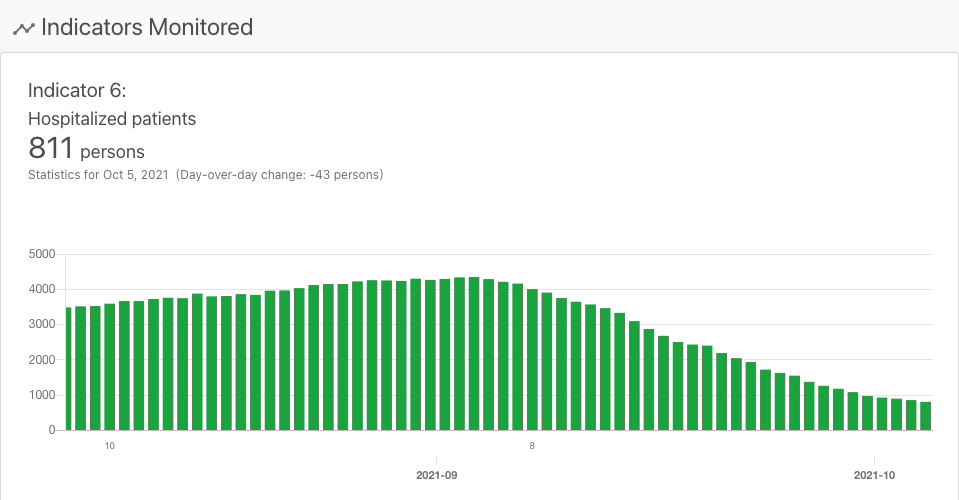 Indicators Monitored
Indicator 6:
Hospitalized patients
811 persons
Statistics for Oct 5, 2021 (Day-over-day change: -43 persons)
5000
4000
3000
2000
1000
0
10 8
2021-09 2021-10